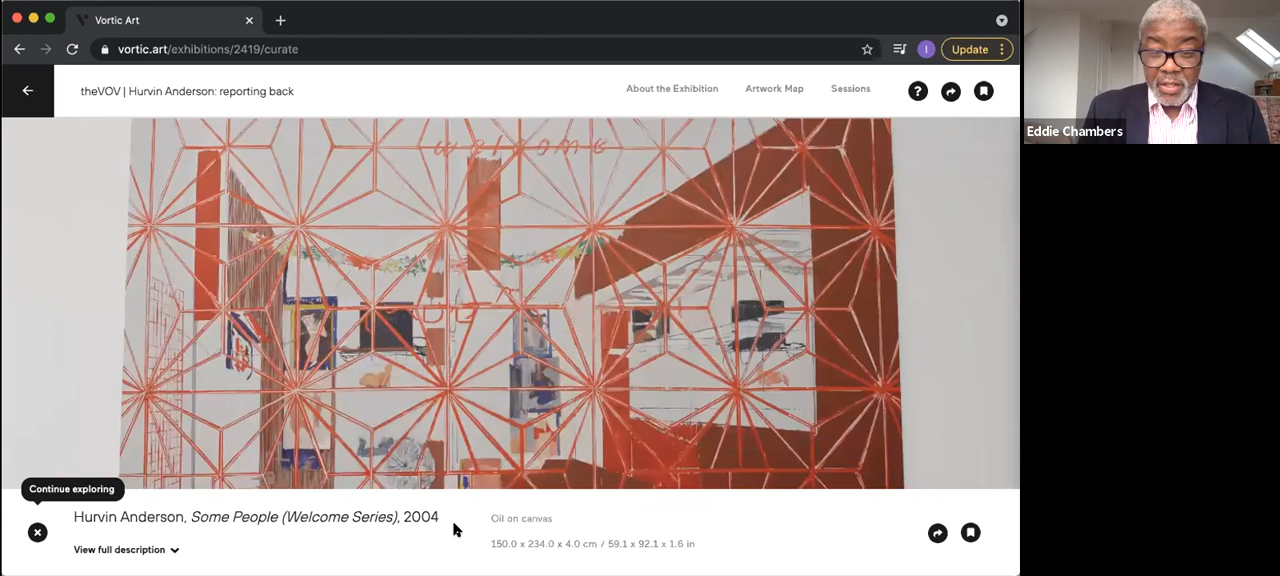 Vortic Art
vortic.art/exhibitions/2419/curate
I
Update
theVOV | Hurvin Anderson: reporting back
About the Exhibition
Artwork Map
Sessions
?
Eddie Chambers
WELCOME
Continue exploring
Hurvin Anderson, Some People (Welcome Series), 2004
View full description
Oil on canvas
150.0 x 234.0 x 4.0 cm / 59.1 x 92.1 x 1.6 in